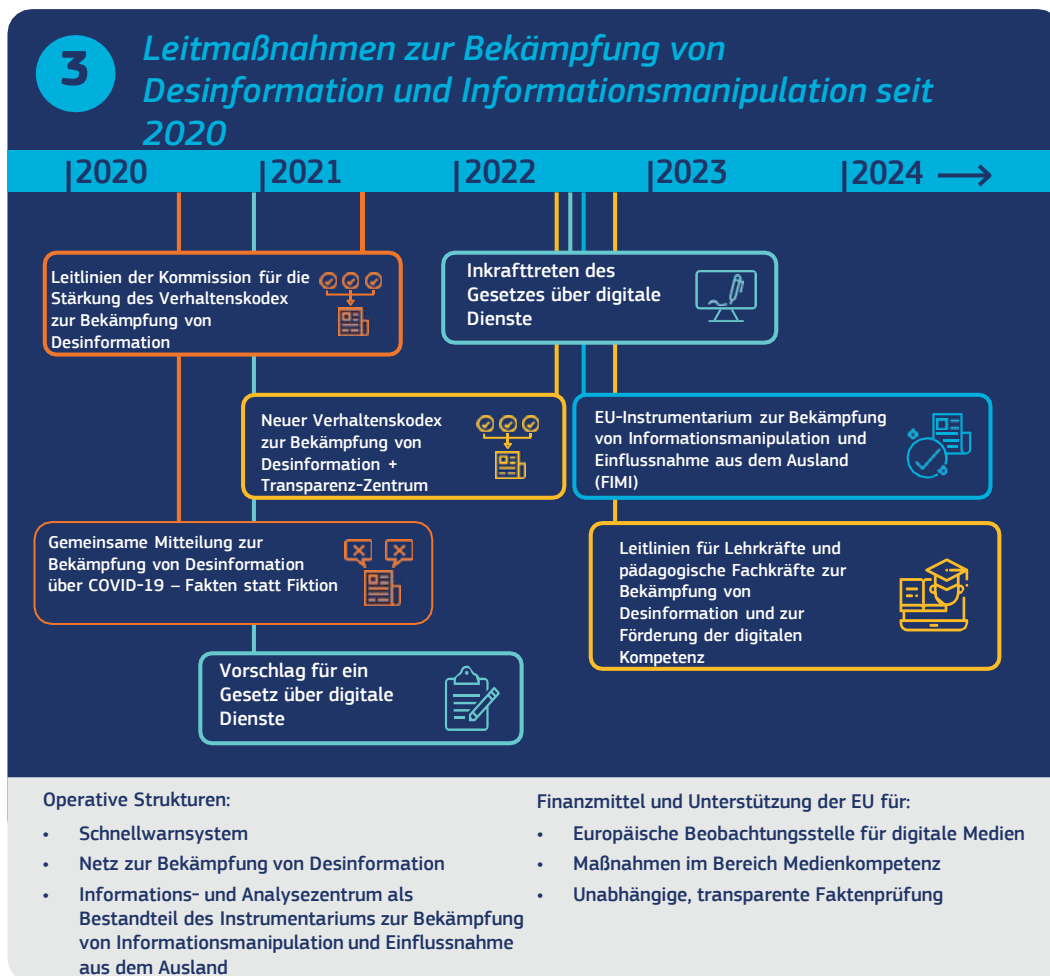 3
Leitmaßnahmen zur Bekämpfung von
Desinformation und Informationsmanipulation seit
2020
|2020 |2021 |2022 |2023 |2024
Leitlinien der Kommission für die
Stärkung des Verhaltenskodex
zur Bekämpfung von
Desinformation
Inkrafttreten des
Gesetzes über digitale
Dienste
Neuer Verhaltenskodex
zur Bekämpfung von
Desinformation +
Transparenz-Zentrum
EU-Instrumentarium zur Bekämpfung
von Informationsmanipulation und
Einflussnahme aus dem Ausland
(FIMI)
Gemeinsame Mitteilung zur
Bekämpfung von Desinformation
über COVID-19 – Fakten statt Fiktion
Leitlinien für Lehrkräfte und
pädagogische Fachkräfte zur
Bekämpfung von
Desinformation und zur
Förderung der digitalen
Kompetenz
Vorschlag für ein
Gesetz über digitale
Dienste
Operative Strukturen:
• Schnellwarnsystem
• Netz zur Bekämpfung von Desinformation
• Informations- und Analysezentrum als
Bestandteil des Instrumentariums zur Bekämpfung
von Informationsmanipulation und Einflussnahme
aus dem Ausland
Finanzmittel und Unterstützung der EU für:
• Europäische Beobachtungsstelle für digitale Medien
• Maßnahmen im Bereich Medienkompetenz
• Unabhängige, transparente Faktenprüfung